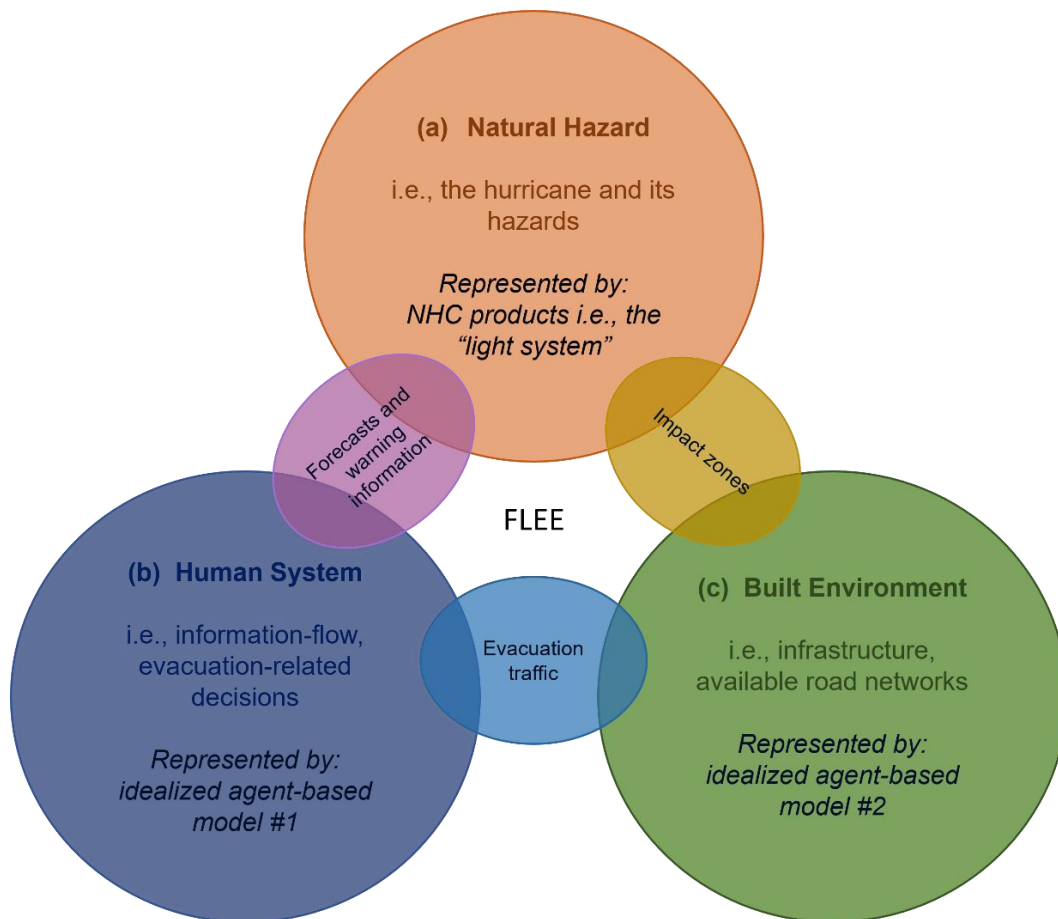 (a) Natural Hazard
i.e., the hurricane and its
hazards
Represented by:
NHC products i.e., the
“light system”
Forecasts and
warning
information
Impact zones
FLEE
(b) Human System
i.e., information-flow,
evacuation-related
decisions
Represented by:
idealized agent-based
model #1
Evacuation
traffic
(c) Built Environment
i.e., infrastructure,
available road networks
Represented by:
idealized agent-based
model #2